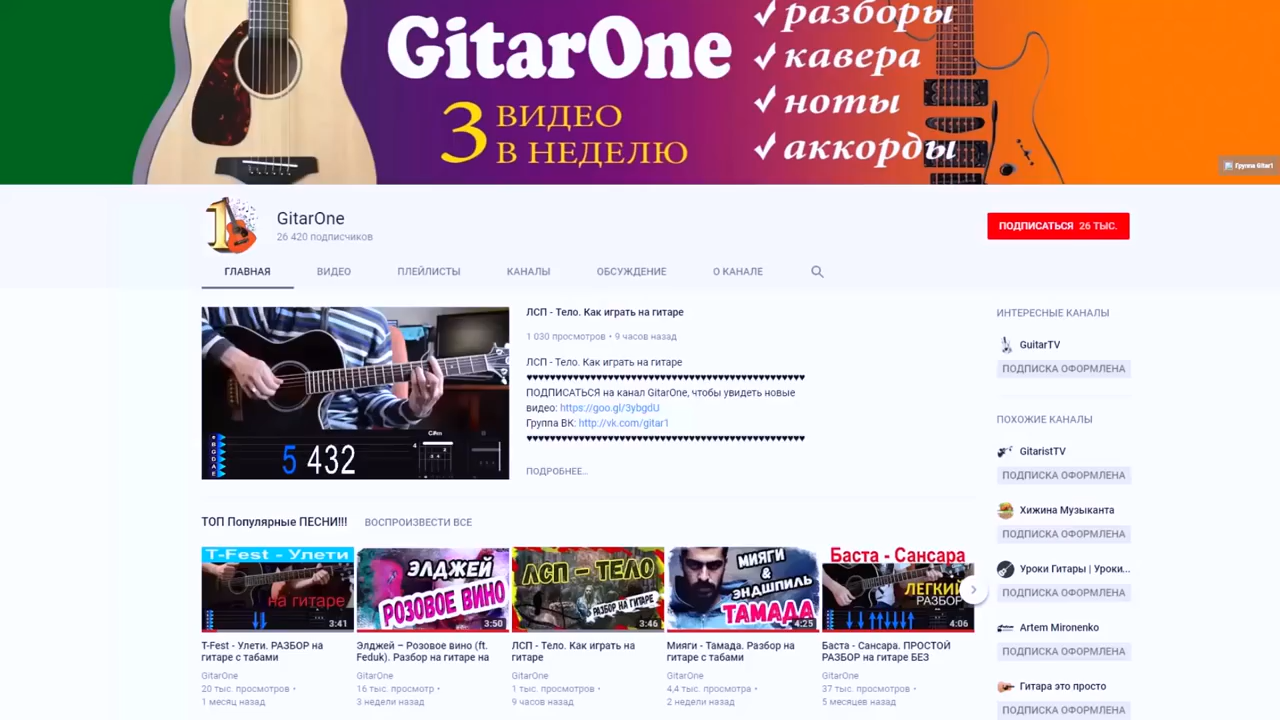 GitarOne
3 ВИДЕО
В НЕДЕЛЮ
разборы
кавера
ноты
аккорды
Группа Gitar1
GitarOne
26 420 подписчиков
ПОДПИСАТЬСЯ 26 ТЫС.
ГЛАВНАЯ
ВИДЕО
ПЛЕЙЛИСТЫ
КАНАЛЫ
ОБСУЖДЕНИЕ
О КАНАЛЕ
ЛСП - Тело. Как играть на гитаре
1 030 просмотров • 9 часов назад
ЛСП - Тело. Как играть на гитаре
♥♥♥♥♥♥♥♥♥♥♥♥♥♥♥♥♥♥♥♥♥♥♥♥♥♥♥♥♥♥♥♥♥♥♥♥♥♥♥♥♥♥♥♥♥♥
ПОДПИСАТЬСЯ на канал GitarOne, чтобы увидеть новые
видео: https://goo.gl/3ybgdU
Группа ВК: http://vk.com/gitar1
♥♥♥♥♥♥♥♥♥♥♥♥♥♥♥♥♥♥♥♥♥♥♥♥♥♥♥♥♥♥♥♥♥♥♥♥♥♥♥♥♥♥♥♥♥♥
ПОДРОБНЕЕ...
C#m
4
5 432
ИНТЕРЕСНЫЕ КАНАЛЫ
GuitarTV
ПОДПИСКА ОФОРМЛЕНА
ПОХОЖИЕ КАНАЛЫ
GitaristTV
ПОДПИСКА ОФОРМЛЕНА
Хижина Музыканта
ПОДПИСКА ОФОРМЛЕНА
Уроки Гитары | Уроки...
ПОДПИСКА ОФОРМЛЕНА
Artem Mironenko
ПОДПИСКА ОФОРМЛЕНА
Гитара это просто
ПОДПИСКА ОФОРМЛЕНА
ТОП Популярные ПЕСНИ!!! ВОСПРОИЗВЕСТИ ВСЕ
T-Fest - Улети
на гитаре
3:41
T-Fest - Улети. РАЗБОР на
гитаре с табами
GitarOne
20 тыс. просмотров •
1 месяц назад
ЭЛДЖЕЙ
РОЗОВОЕ ВИНО
3:50
Элджей – Розовое вино (ft.
Feduk). Разбор на гитаре на
GitarOne
16 тыс. просмотр •
3 недели назад
ЛСП - ТЕЛО
РАЗБОР НА ГИТАРЕ
3:46
ЛСП - Тело. Как играть на
гитаре
GitarOne
1 тыс. просмотров •
9 часов назад
МИЯГИ
&
ЭНДШПИЛЬ
ТАМАДА
4:25
Мияги - Тамада. Разбор на
гитаре с табами
GitarOne
4,4 тыс. просмотра •
2 недели назад
Баста - Сансара
ЛЕГКИЙ
РАЗБОР
4:06
Баста - Сансара. ПРОСТОЙ
РАЗБОР на гитаре БЕЗ
GitarOne
37 тыс. просмотров •
5 месяцев назад